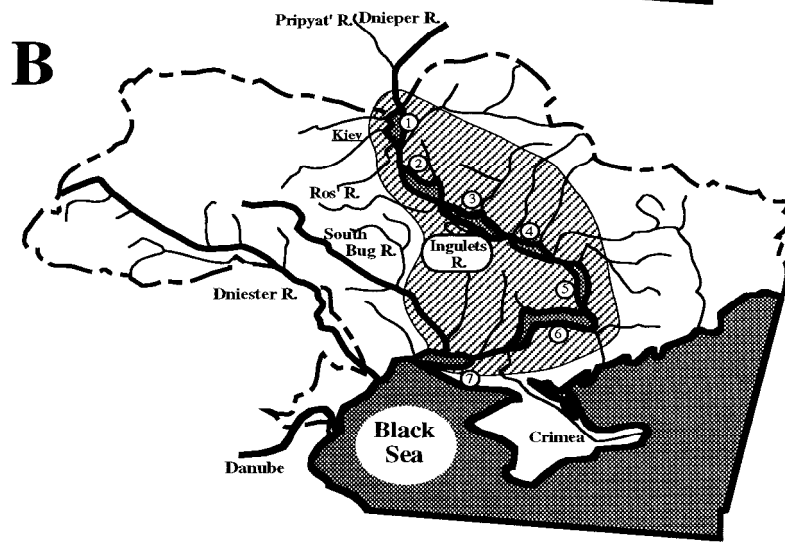 Pripyat' R.
Dnieper R.
B
1
Kiev
2
Ros' R.
3
South
Bug R.
4
Ingulets
R.
Dniester R.
5
6
7
Black
Sea
Crimea
Danube